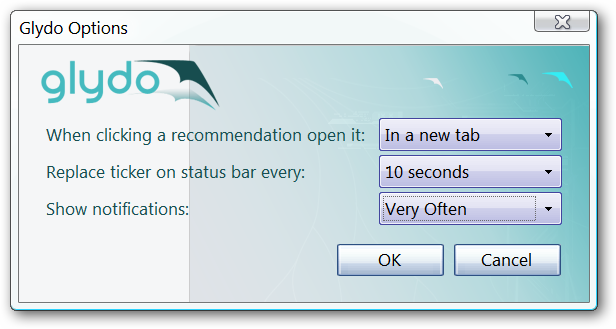 Glydo Options
glydo
When clicking a recommendation open it: In a new tab
Replace ticker on status bar every: 10 seconds
Show notifications: Very Often
OK Cancel